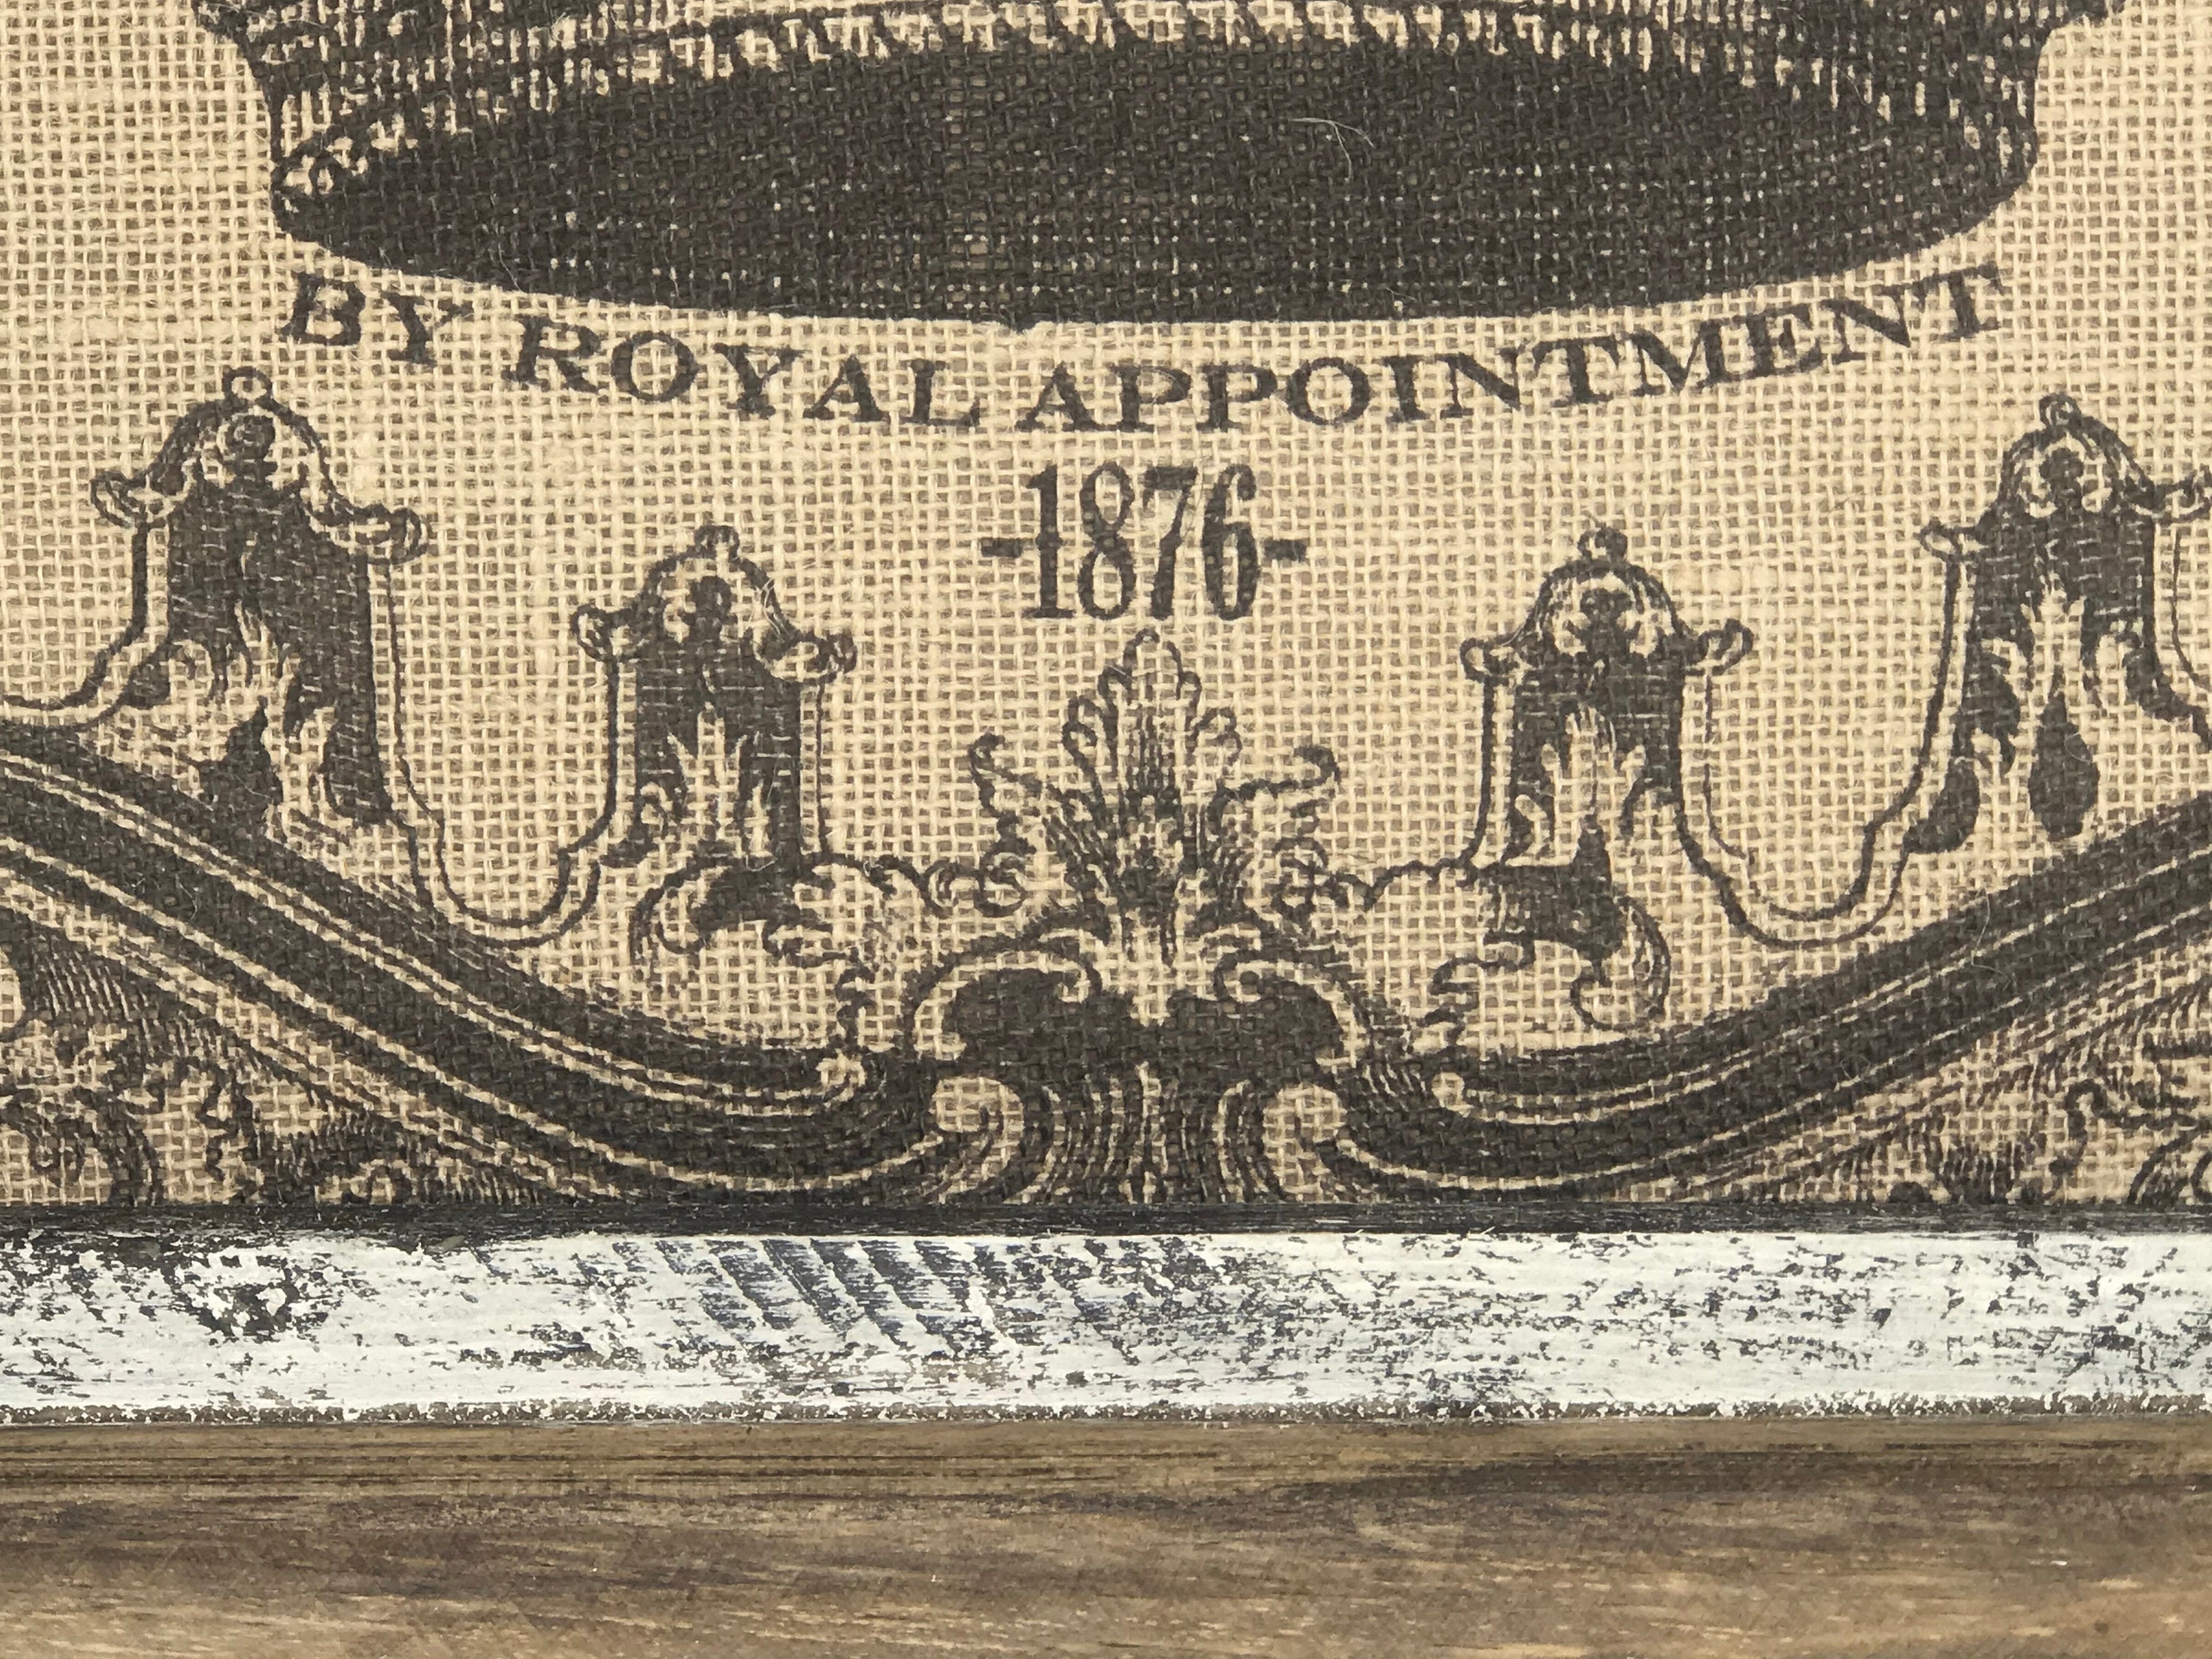 BY ROYAL APPOINTMENT
-1876-